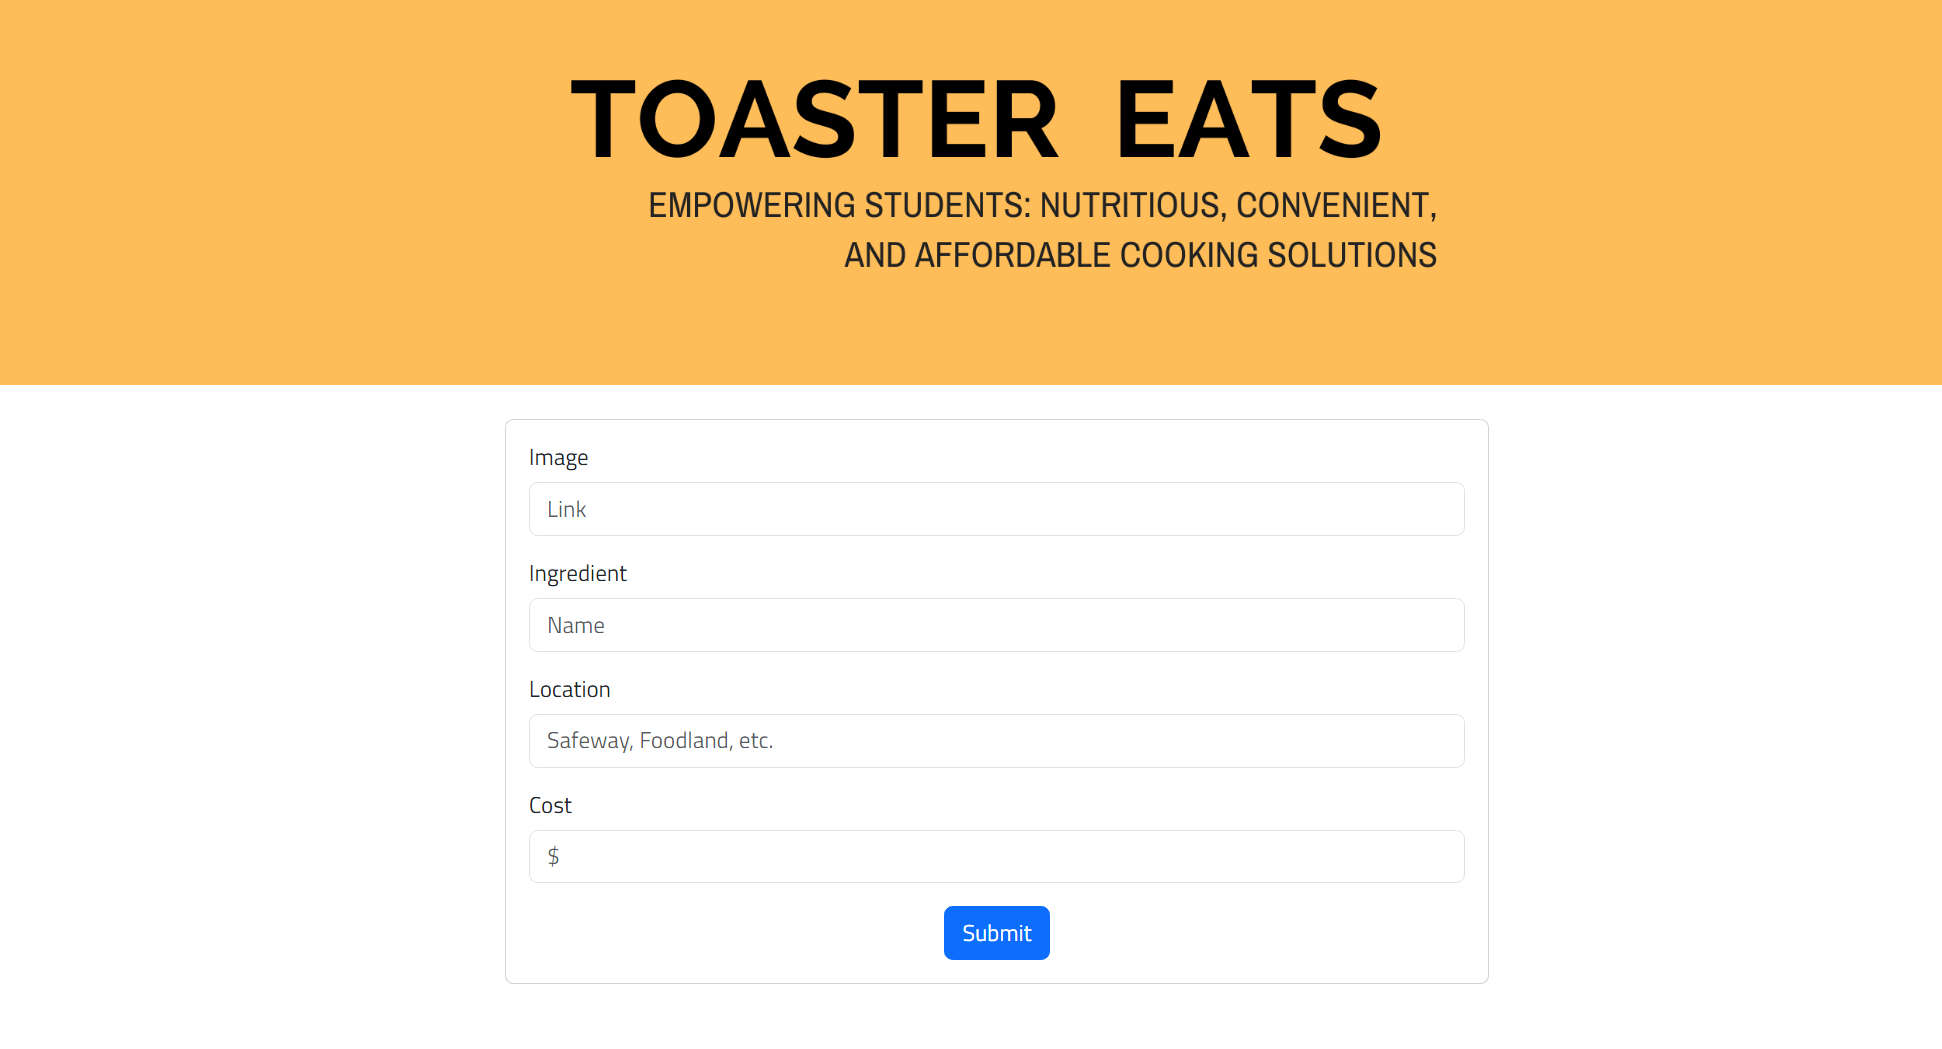 TOASTER EATS
EMPOWERING STUDENTS: NUTRITIOUS, CONVENIENT,
AND AFFORDABLE COOKING SOLUTIONS
Image
Link
Ingredient
Name
Location
Safeway, Foodland, etc.
Cost
$
Submit